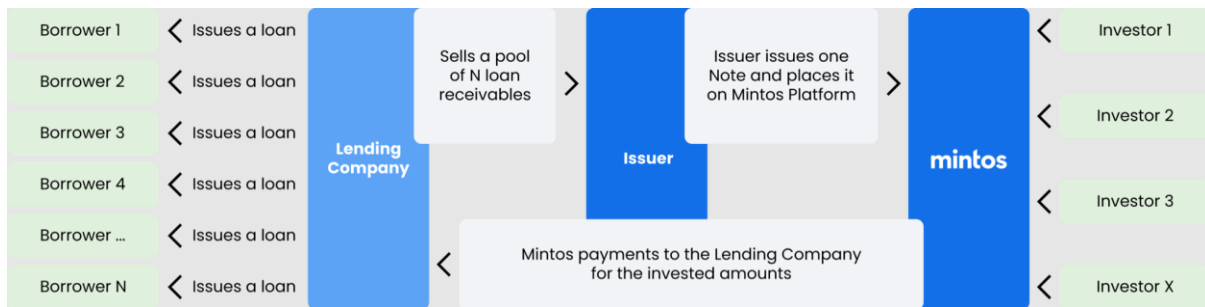 Borrower 1
Issues a loan
Borrower 2
Issues a loan
Borrower 3
Issues a loan
Borrower 4
Issues a loan
Borrower ...
Issues a loan
Borrower N
Issues a loan
Lending
Company
Sells a pool
of N loan
receivables
Issuer
Issuer issues one
Note and places it
on Mintos Platform
Mintos payments to the Lending Company
for the invested amounts
mintos
Investor 1
Investor 2
Investor 3
Investor X